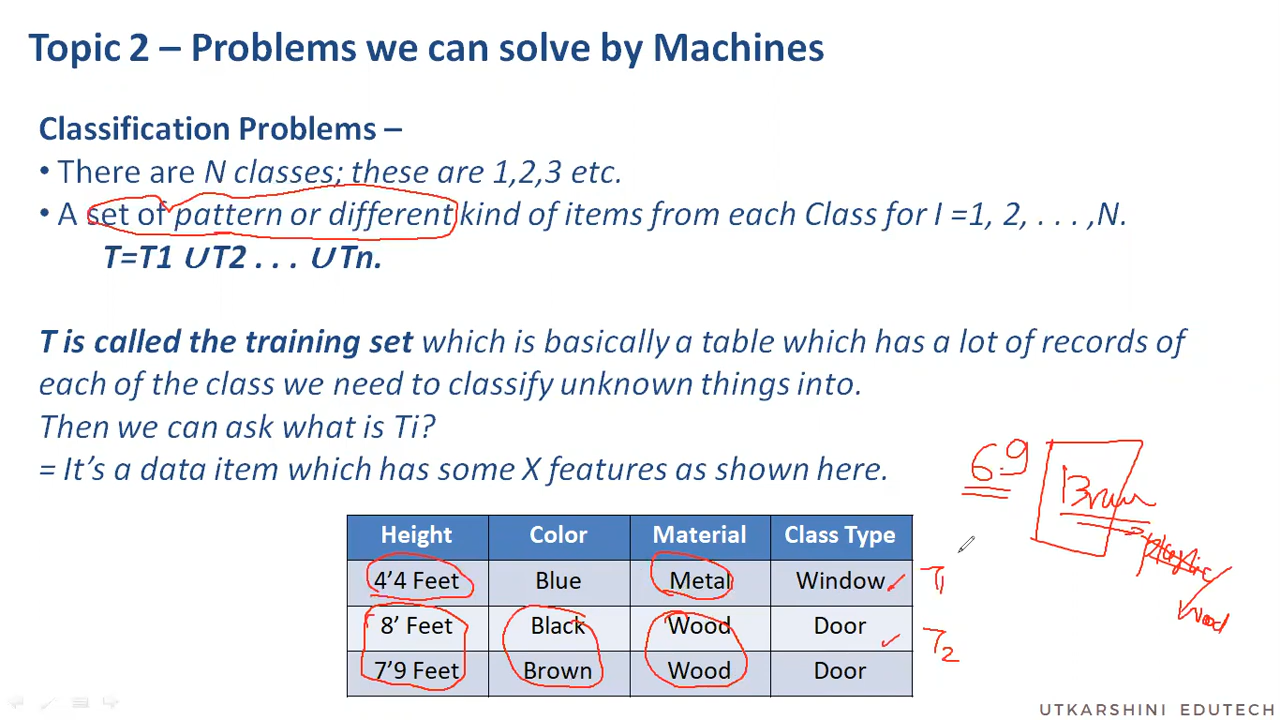 Topic 2 – Problems we can solve by Machines
Classification Problems –
• There are N classes; these are 1,2,3 etc.
• A set of pattern or different kind of items from each Class for I =1, 2, . . . ,N.
T=T1 ∪T2 . . . ∪Tn.
T is called the training set which is basically a table which has a lot of records of
each of the class we need to classify unknown things into.
Then we can ask what is Ti?
= It's a data item which has some X features as shown here.
6.9
Height Color Material Class Type
4'4 Feet Blue Metal Window T1
8' Feet Black Wood Door T2
7'9 Feet Brown Wood Door
plastic
Wood
UTKARSHINI EDUTECH